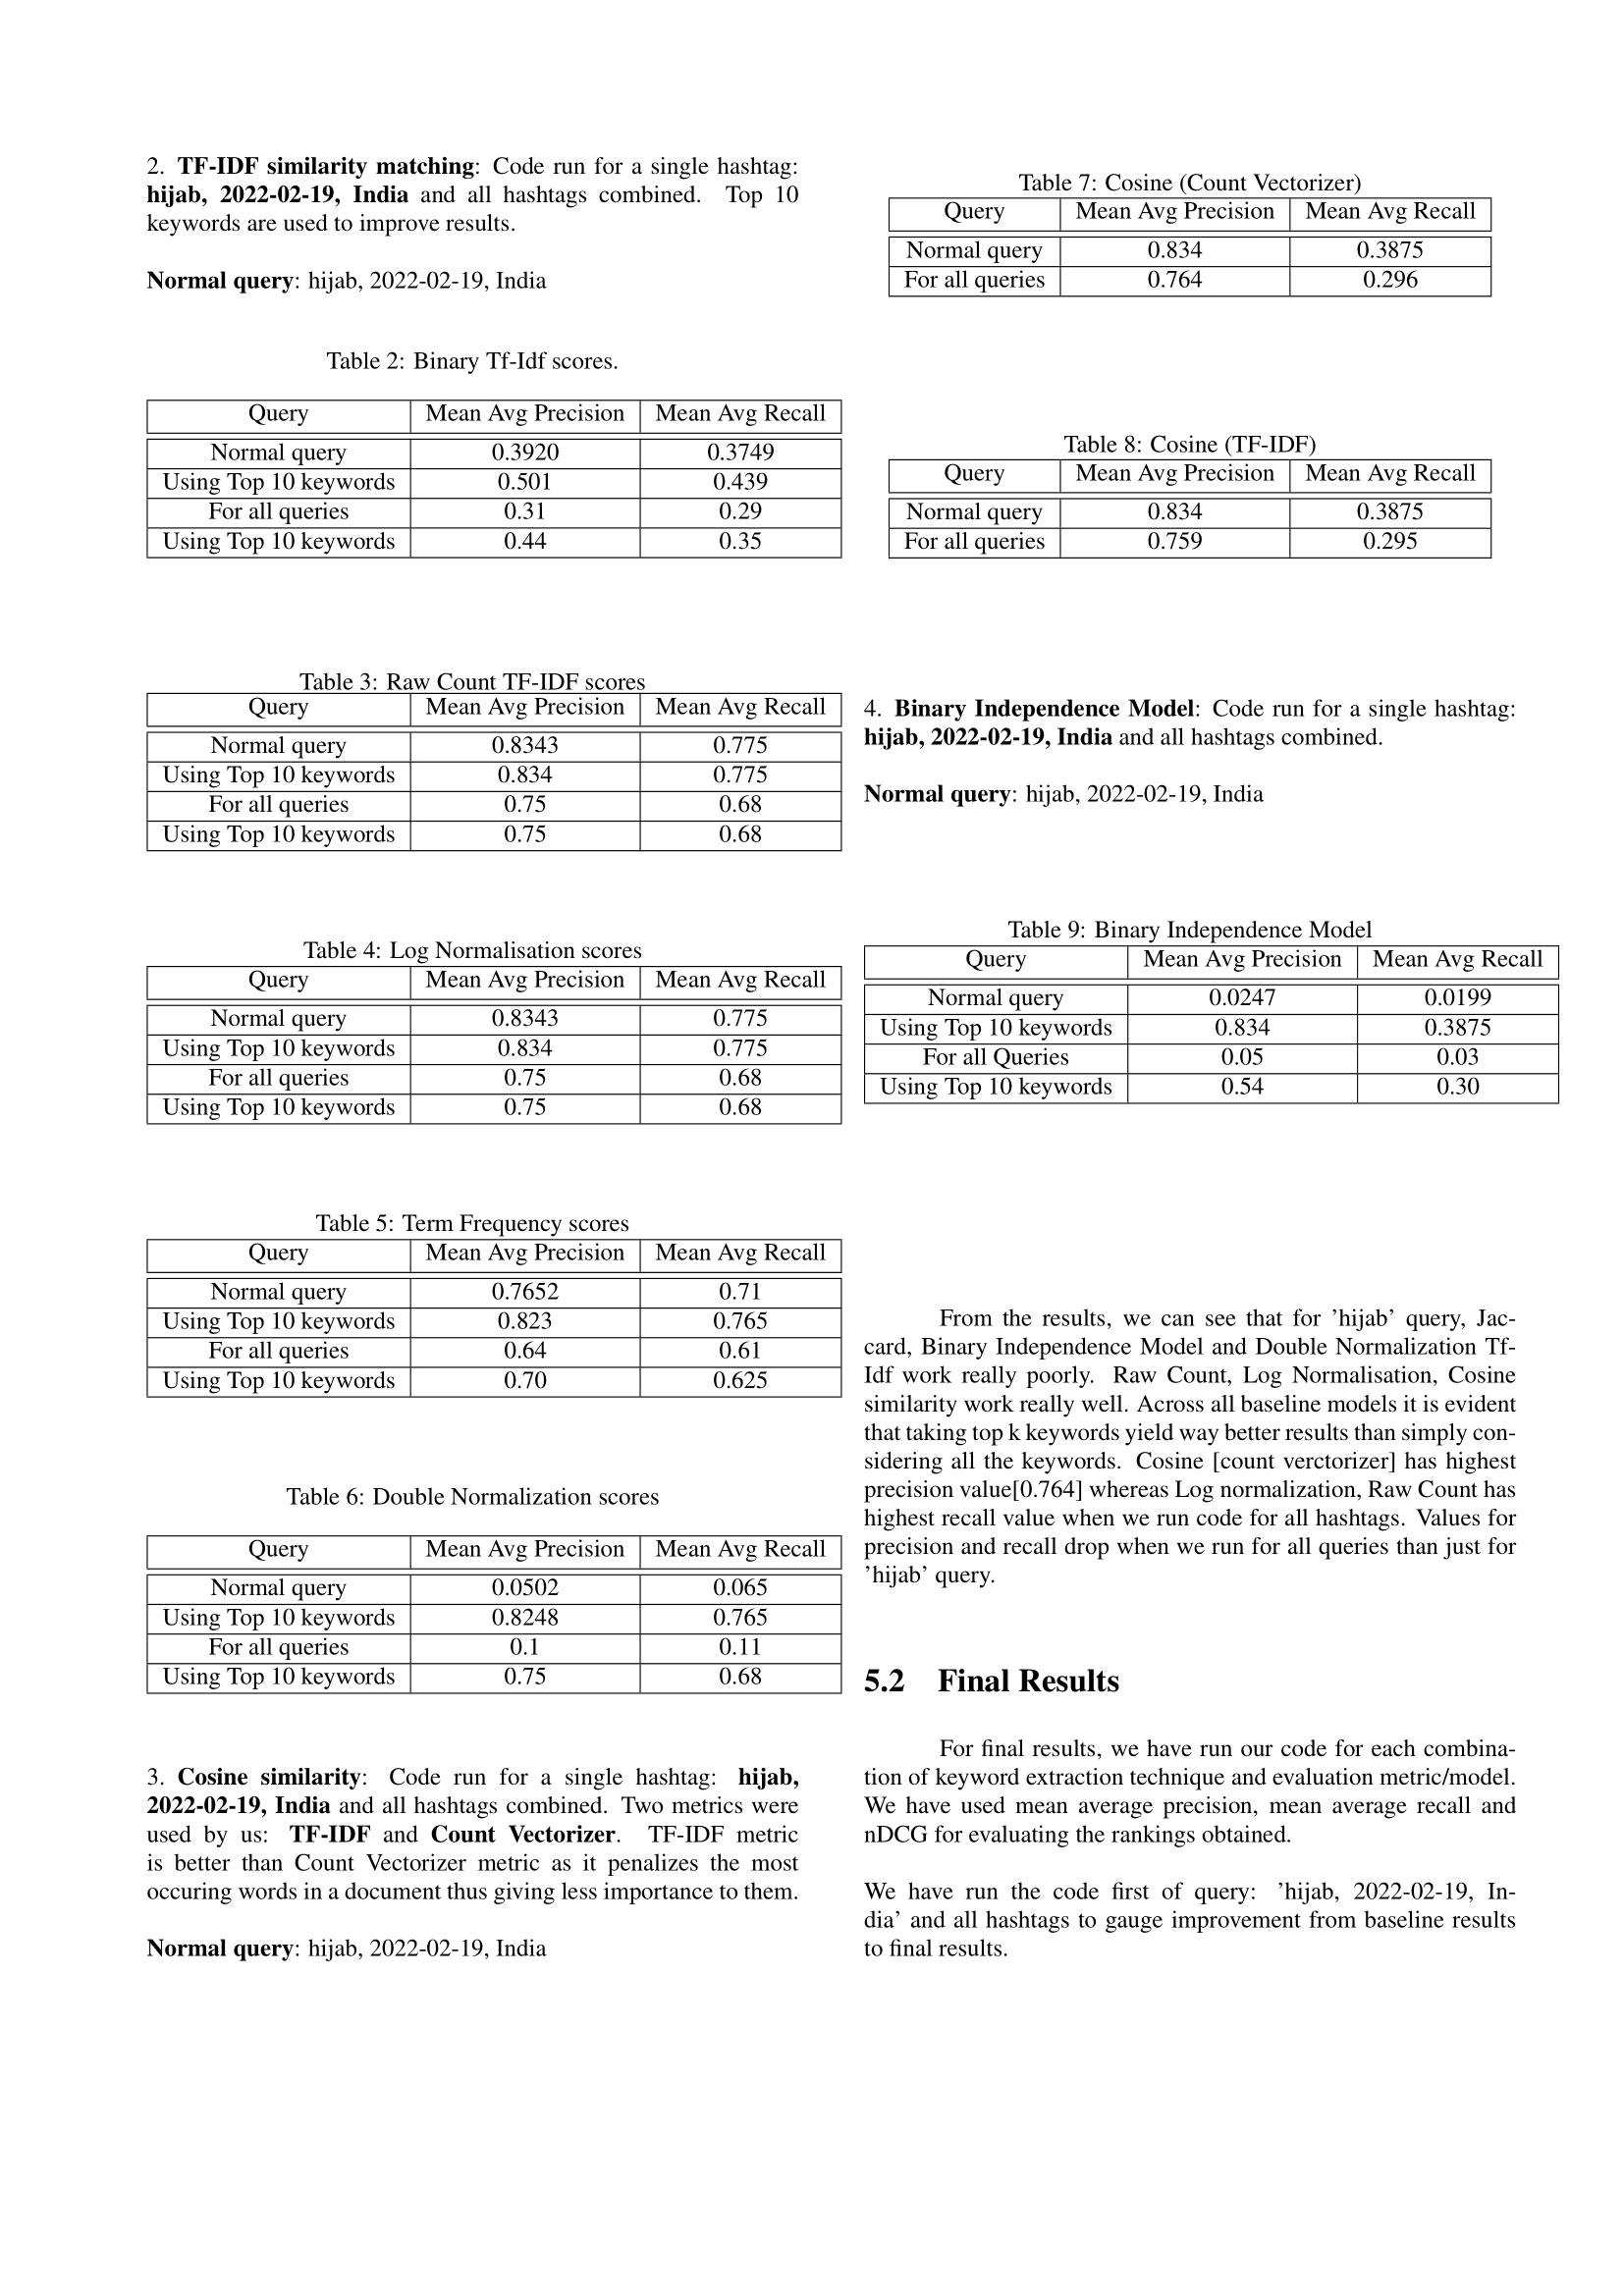 2. TF-IDF similarity matching: Code run for a single hashtag:
hijab, 2022-02-19, India and all hashtags combined. Top 10
keywords are used to improve results.
Normal query: hijab, 2022-02-19, India
Table 2: Binary Tf-Idf scores.
Query Mean Avg Precision Mean Avg Recall
Normal query 0.3920 0.3749
Using Top 10 keywords 0.501 0.439
For all queries 0.31 0.29
Using Top 10 keywords 0.44 0.35
Table 3: Raw Count TF-IDF scores
Query Mean Avg Precision Mean Avg Recall
Normal query 0.8343 0.775
Using Top 10 keywords 0.834 0.775
For all queries 0.75 0.68
Using Top 10 keywords 0.75 0.68
Table 4: Log Normalisation scores
Query Mean Avg Precision Mean Avg Recall
Normal query 0.8343 0.775
Using Top 10 keywords 0.834 0.775
For all queries 0.75 0.68
Using Top 10 keywords 0.75 0.68
Table 5: Term Frequency scores
Query Mean Avg Precision Mean Avg Recall
Normal query 0.7652 0.71
Using Top 10 keywords 0.823 0.765
For all queries 0.64 0.61
Using Top 10 keywords 0.70 0.625
Table 6: Double Normalization scores
Query Mean Avg Precision Mean Avg Recall
Normal query 0.0502 0.065
Using Top 10 keywords 0.8248 0.765
For all queries 0.1 0.11
Using Top 10 keywords 0.75 0.68
3. Cosine similarity: Code run for a single hashtag: hijab,
2022-02-19, India and all hashtags combined. Two metrics were
used by us: TF-IDF and Count Vectorizer. TF-IDF metric
is better than Count Vectorizer metric as it penalizes the most
occuring words in a document thus giving less importance to them.
Normal query: hijab, 2022-02-19, India
Table 7: Cosine (Count Vectorizer)
Query Mean Avg Precision Mean Avg Recall
Normal query 0.834 0.3875
For all queries 0.764 0.296
Table 8: Cosine (TF-IDF)
Query Mean Avg Precision Mean Avg Recall
Normal query 0.834 0.3875
For all queries 0.759 0.295
4. Binary Independence Model: Code run for a single hashtag:
hijab, 2022-02-19, India and all hashtags combined.
Normal query: hijab, 2022-02-19, India
Table 9: Binary Independence Model
Query Mean Avg Precision Mean Avg Recall
Normal query 0.0247 0.0199
Using Top 10 keywords 0.834 0.3875
For all Queries 0.05 0.03
Using Top 10 keywords 0.54 0.30
From the results, we can see that for ’hijab’ query, Jac-
card, Binary Independence Model and Double Normalization Tf-
Idf work really poorly. Raw Count, Log Normalisation, Cosine
similarity work really well. Across all baseline models it is evident
that taking top k keywords yield way better results than simply con-
sidering all the keywords. Cosine [count verctorizer] has highest
precision value[0.764] whereas Log normalization, Raw Count has
highest recall value when we run code for all hashtags. Values for
precision and recall drop when we run for all queries than just for
’hijab’ query.
5.2 Final Results
For final results, we have run our code for each combina-
tion of keyword extraction technique and evaluation metric/model.
We have used mean average precision, mean average recall and
nDCG for evaluating the rankings obtained.
We have run the code first of query: ’hijab, 2022-02-19, In-
dia’ and all hashtags to gauge improvement from baseline results
to final results.